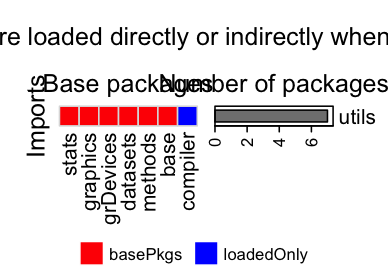 re loaded directly or indirectly when
Base packages
Number of packages
Imports
utils
stats
graphics
grDevices
datasets
methods
base
compiler
0
2
4
6
basePkgs
loadedOnly